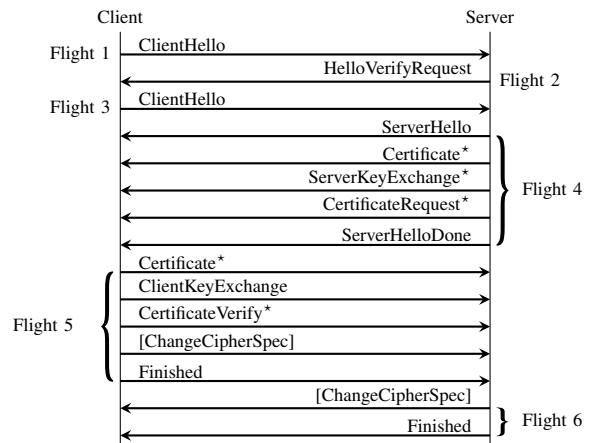 Client Server
Flight 1 ClientHello
HelloVerifyRequest Flight 2
Flight 3 ClientHello
ServerHello
Certificate*
ServerKeyExchange* Flight 4
CertificateRequest*
ServerHelloDone
Certificate*
ClientKeyExchange
Flight 5 CertificateVerify*
[ChangeCipherSpec]
Finished
[ChangeCipherSpec]
Finished Flight 6